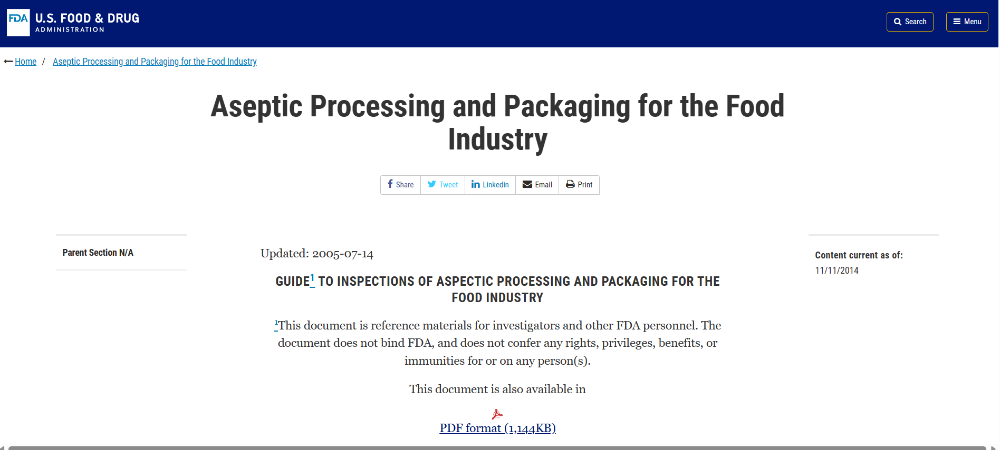 FDA U.S. FOOD & DRUG
ADMINISTRATION
Search
Menu
Home / Aseptic Processing and Packaging for the Food Industry
Aseptic Processing and Packaging for the Food
Industry
Share
Tweet
Linkedin
Email
Print
Parent Section N/A
Updated: 2005-07-14
GUIDE1 TO INSPECTIONS OF ASPECTIC PROCESSING AND PACKAGING FOR THE
FOOD INDUSTRY
1This document is reference materials for investigators and other FDA personnel. The
document does not bind FDA, and does not confer any rights, privileges, benefits, or
immunities for or on any person(s).
This document is also available in
PDF format (1,144KB)
Content current as of:
11/11/2014